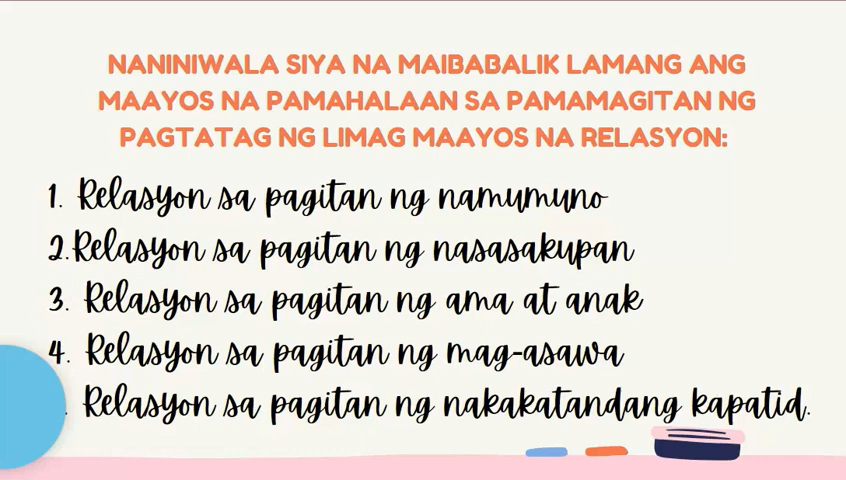 NANINIWALA SIYA NA MAIBABALIK LAMANG ANG
MAAYOS NA PAMAHALAAN SA PAMAMAGITAN NG
PAGTATAG NG LIMAG MAAYOS NA RELASYON:
1. Relasyon sa pagitan ng namumuno
2.Relasyon sa pagitan ng nasasakupan
3. Relasyon sa pagitan ng ama at anak
4. Relasyon sa pagitan ng mag-asawa
. Relasyon sa pagitan ng nakakatandang kapatid.